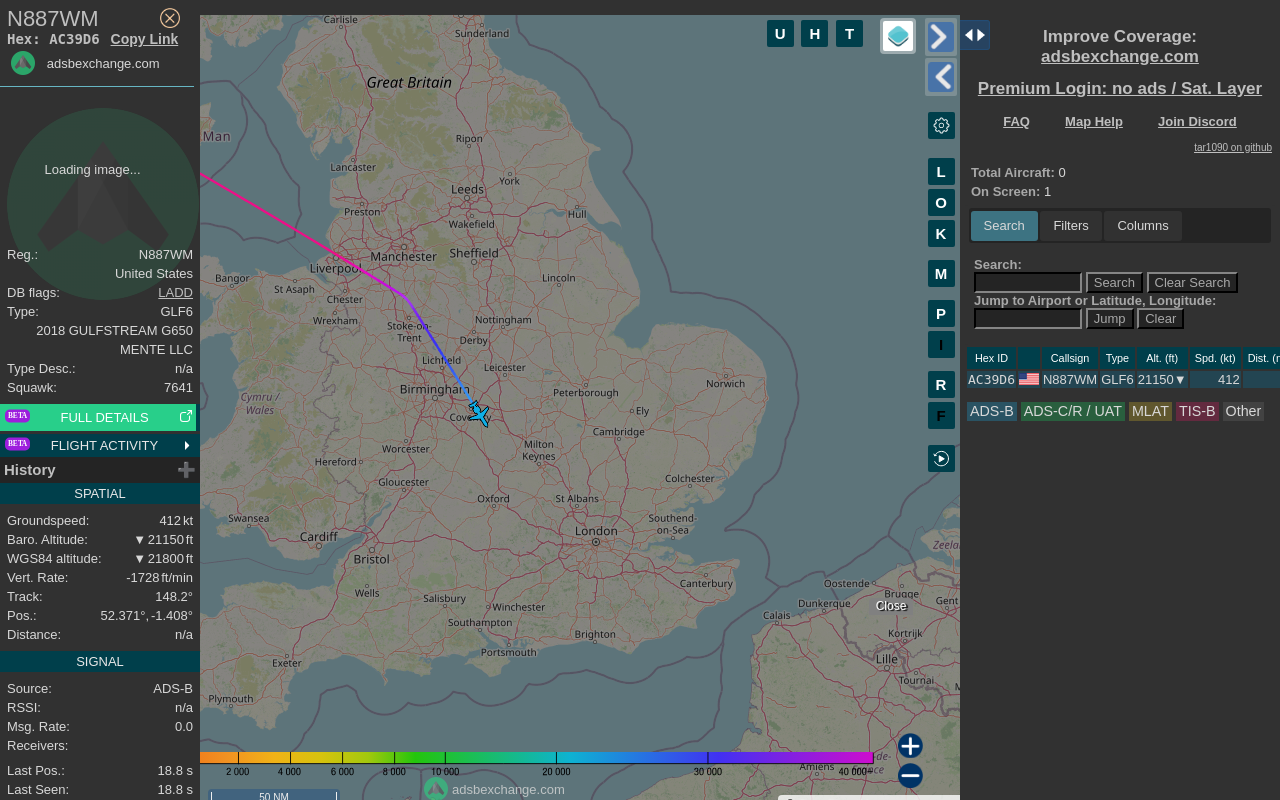 N887WM
Hex: AC39D6 Copy Link
adsbexchange.com
Loading image...
Reg.: N887WM
United States
DB flags: LADD
Type: GLF6
2018 GULFSTREAM G650
MENTE LLC
Type Desc.: n/a
Squawk: 7641
BETA FULL DETAILS
BETA FLIGHT ACTIVITY
History
SPATIAL
Groundspeed: 412 kt
Baro. Altitude: ▼ 21150 ft
WGS84 altitude: ▼ 21800 ft
Vert. Rate: -1728 ft/min
Track: 148.2°
Pos.: 52.371°, -1.408°
Distance: n/a
SIGNAL
Source: ADS-B
RSSI: n/a
Msg. Rate: 0.0
Receivers:
Last Pos.: 18.8 s
Last Seen: 18.8 s
Carlisle
Sunderland
Great Britain
Man
Ripon
Lancaster
York
Leeds
Preston
Hull
Wakefield
Manchester
Sheffield
Liverpool
Bangor
St Asaph
Lincoln
Chester
Wrexham
Stoke-on-
Trent
Nottingham
Derby
Lichfield
Leicester
Peterborough
Norwich
Birmingham
Cymru /
Wales
Ely
Cambridge
Worcester
Milton
Keynes
Hereford
Gloucester
Colchester
Oxford
St Albans
Swansea
Southend-
on-Sea
Cardiff
London
Bristol
Canterbury
Wells
Salisbury
Winchester
Southampton
Brighton
Portsmouth
Exeter
Plymouth
Oostende
Brugge
Gent
Dunkerque
Calais
Close
Kortrijk
Lille
Tournai
Amiens
2 000 4 000 6 000 8 000 10 000 20 000 30 000 40 000+
adsbexchange.com
50 NM
U H T
L
O
K
M
P
I
R
F
Improve Coverage:
adsbexchange.com
Premium Login: no ads / Sat. Layer
FAQ Map Help Join Discord
tar1090 on github
Total Aircraft: 0
On Screen: 1
Search Filters Columns
Search:
Search Clear Search
Jump to Airport or Latitude, Longitude:
Jump Clear
Hex ID Callsign Type Alt. (ft) Spd. (kt) Dist.
AC39D6 N887WM GLF6 21150▼ 412
ADS-B ADS-C/R / UAT MLAT TIS-B Other